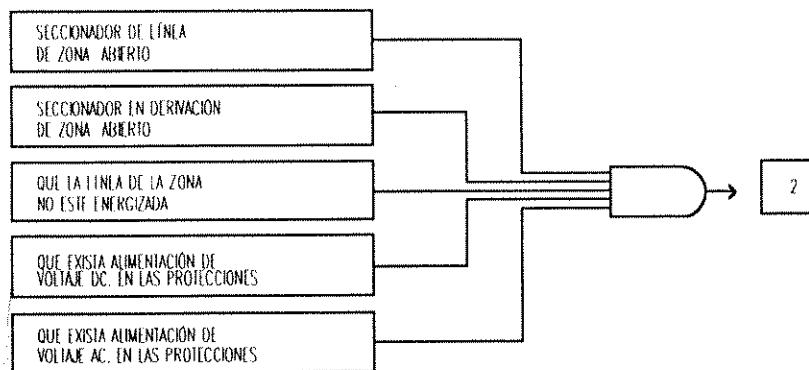 SECCIONADOR DE LÍNEA
DE ZONA ABIERTO
SECCIONADOR EN DERIVACIÓN
DE ZONA ABIERTO
QUE LA LÍNEA DE LA ZONA
NO ESTE ENERGIZADA
2
QUE EXISTA ALIMENTACIÓN DE
VOLTAJE DC. EN LAS PROTECCIONES
QUE EXISTA ALIMENTACIÓN DE
VOLTAJE AC. EN LAS PROTECCIONES